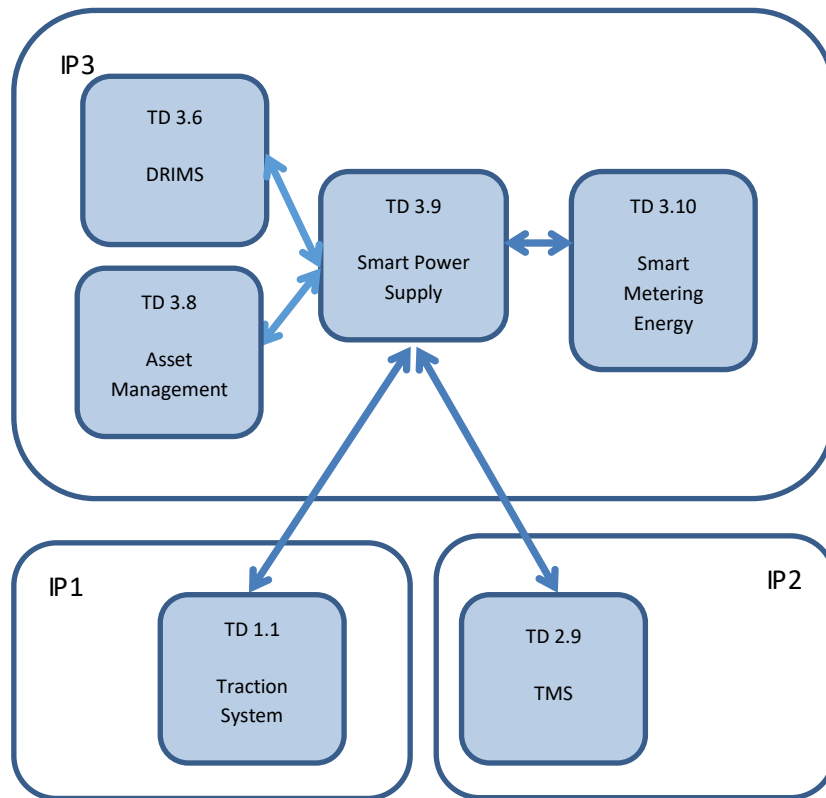 IP3
TD 3.6
DRIMS
TD 3.9
Smart Power
Supply
TD 3.10
Smart
Metering
Energy
TD 3.8
Asset
Management
IP1
TD 1.1
Traction
System
IP2
TD 2.9
TMS